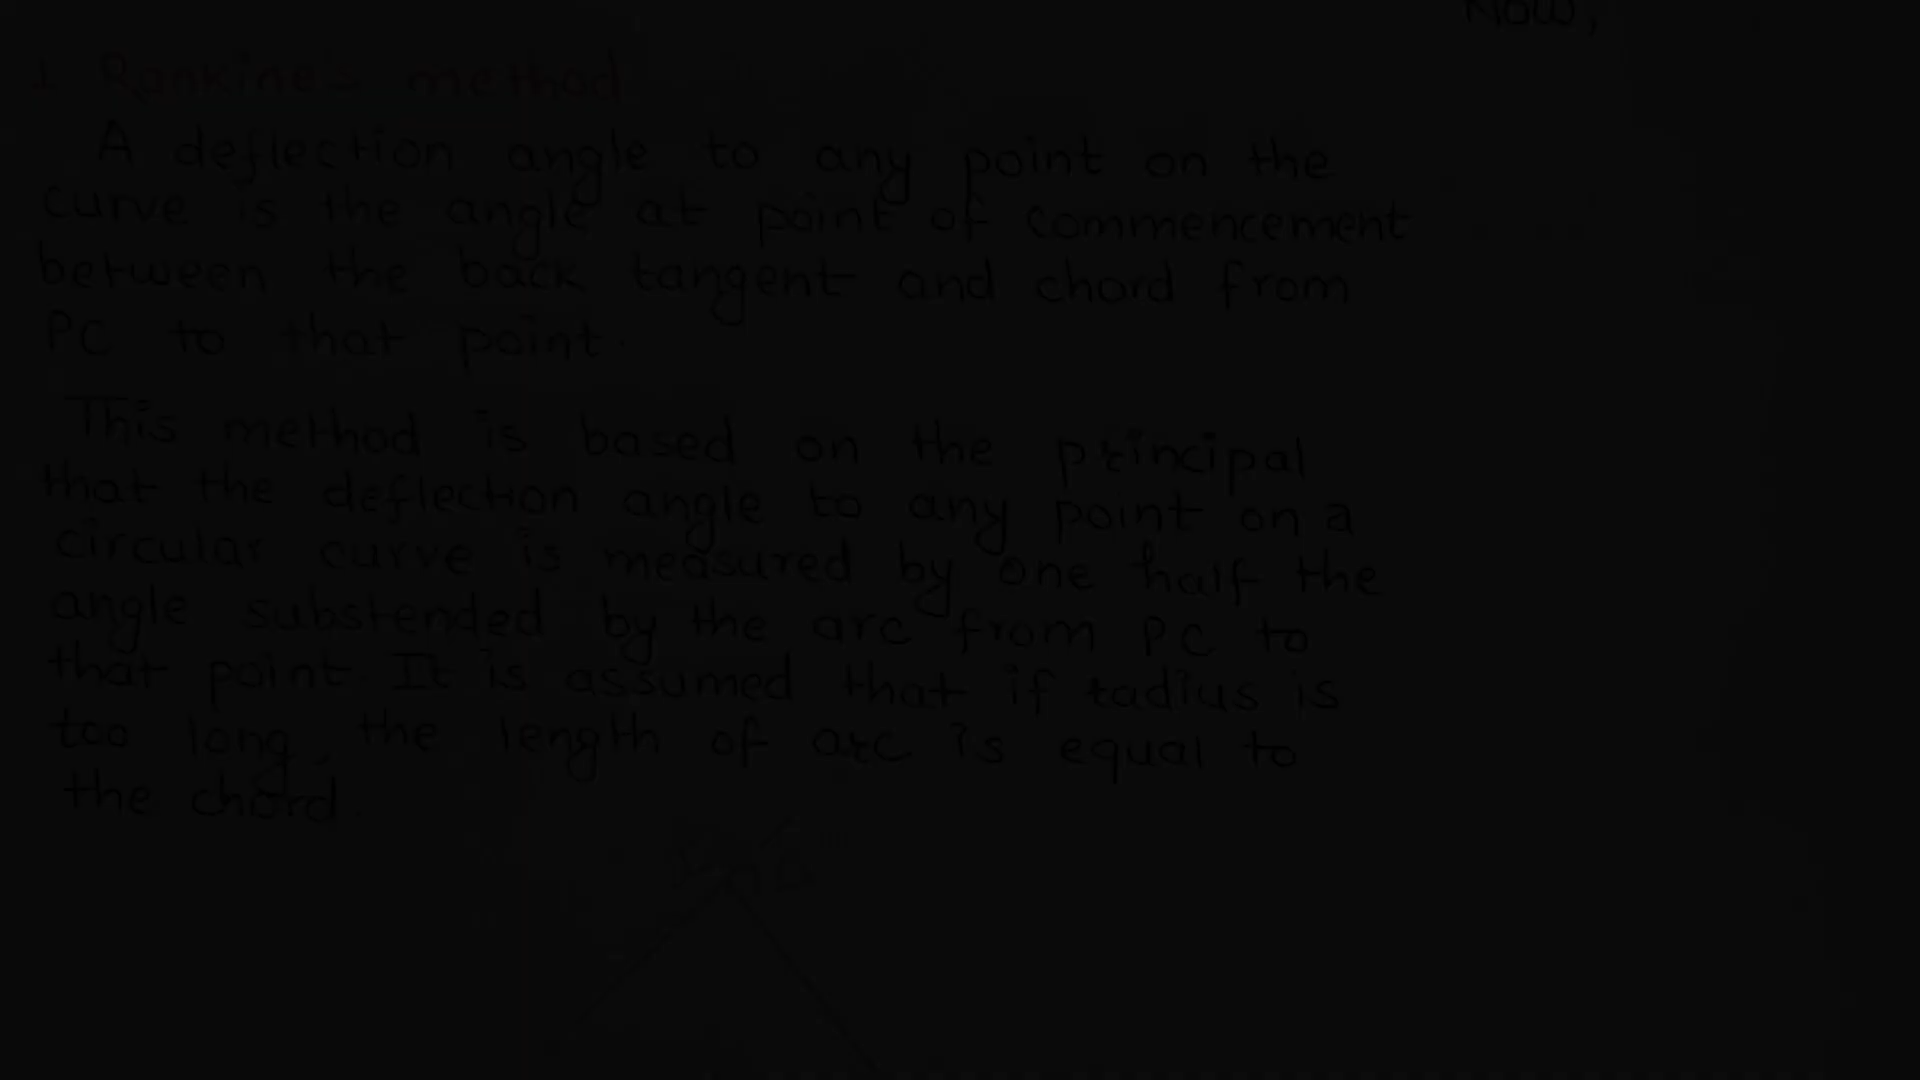 Now,
1. Rankine's method
A deflection angle to any point on the
curve is the angle at point of commencement
between the back tangent and chord from
PC to that point.
This method is based on the principal
that the deflection angle to any point on a
circular curve is measured by one half the
angle substended by the arc from PC to
that point. It is assumed that if radius is
too long, the length of arc is equal to
the chord.